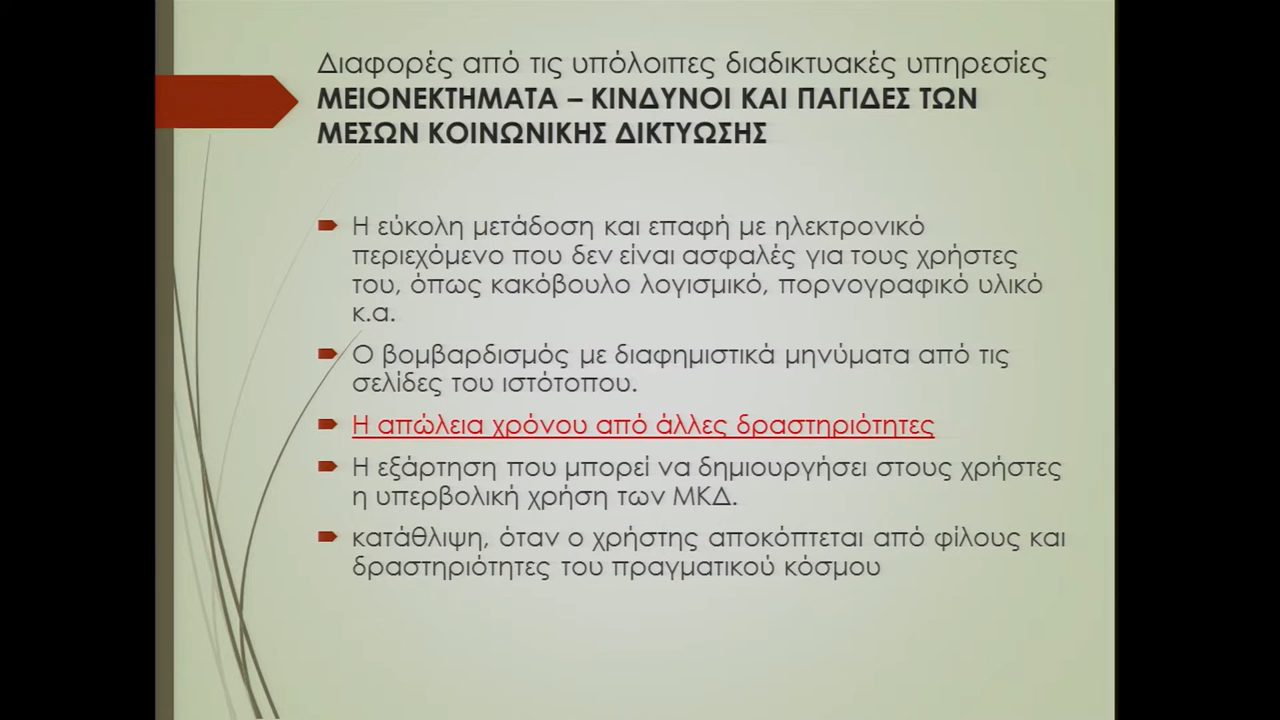 Διαφορές από τις υπόλοιπες διαδικτυακές υπηρεσίες
ΜΕΙΟΝΕΚΤΗΜΑΤΑ – ΚΙΝΔΥΝΟΙ ΚΑΙ ΠΑΓΙΔΕΣ ΤΩΝ
ΜΕΣΩΝ ΚΟΙΝΩΝΙΚΗΣ ΔΙΚΤΥΩΣΗΣ
Η εύκολη μετάδοση και επαφή με ηλεκτρονικό
περιεχόμενο που δεν είναι ασφαλές για τους χρήστες
του, όπως κακόβουλο λογισμικό, πορνογραφικό υλικό
κ.α.
Ο βομβαρδισμός με διαφημιστικά μηνύματα από τις
σελίδες του ιστότοπου.
Η απώλεια χρόνου από άλλες δραστηριότητες
Η εξάρτηση που μπορεί να δημιουργήσει στους χρήστες
η υπερβολική χρήση των ΜΚΔ.
κατάθλιψη, όταν ο χρήστης αποκόπτεται από φίλους και
δραστηριότητες του πραγματικού κόσμου